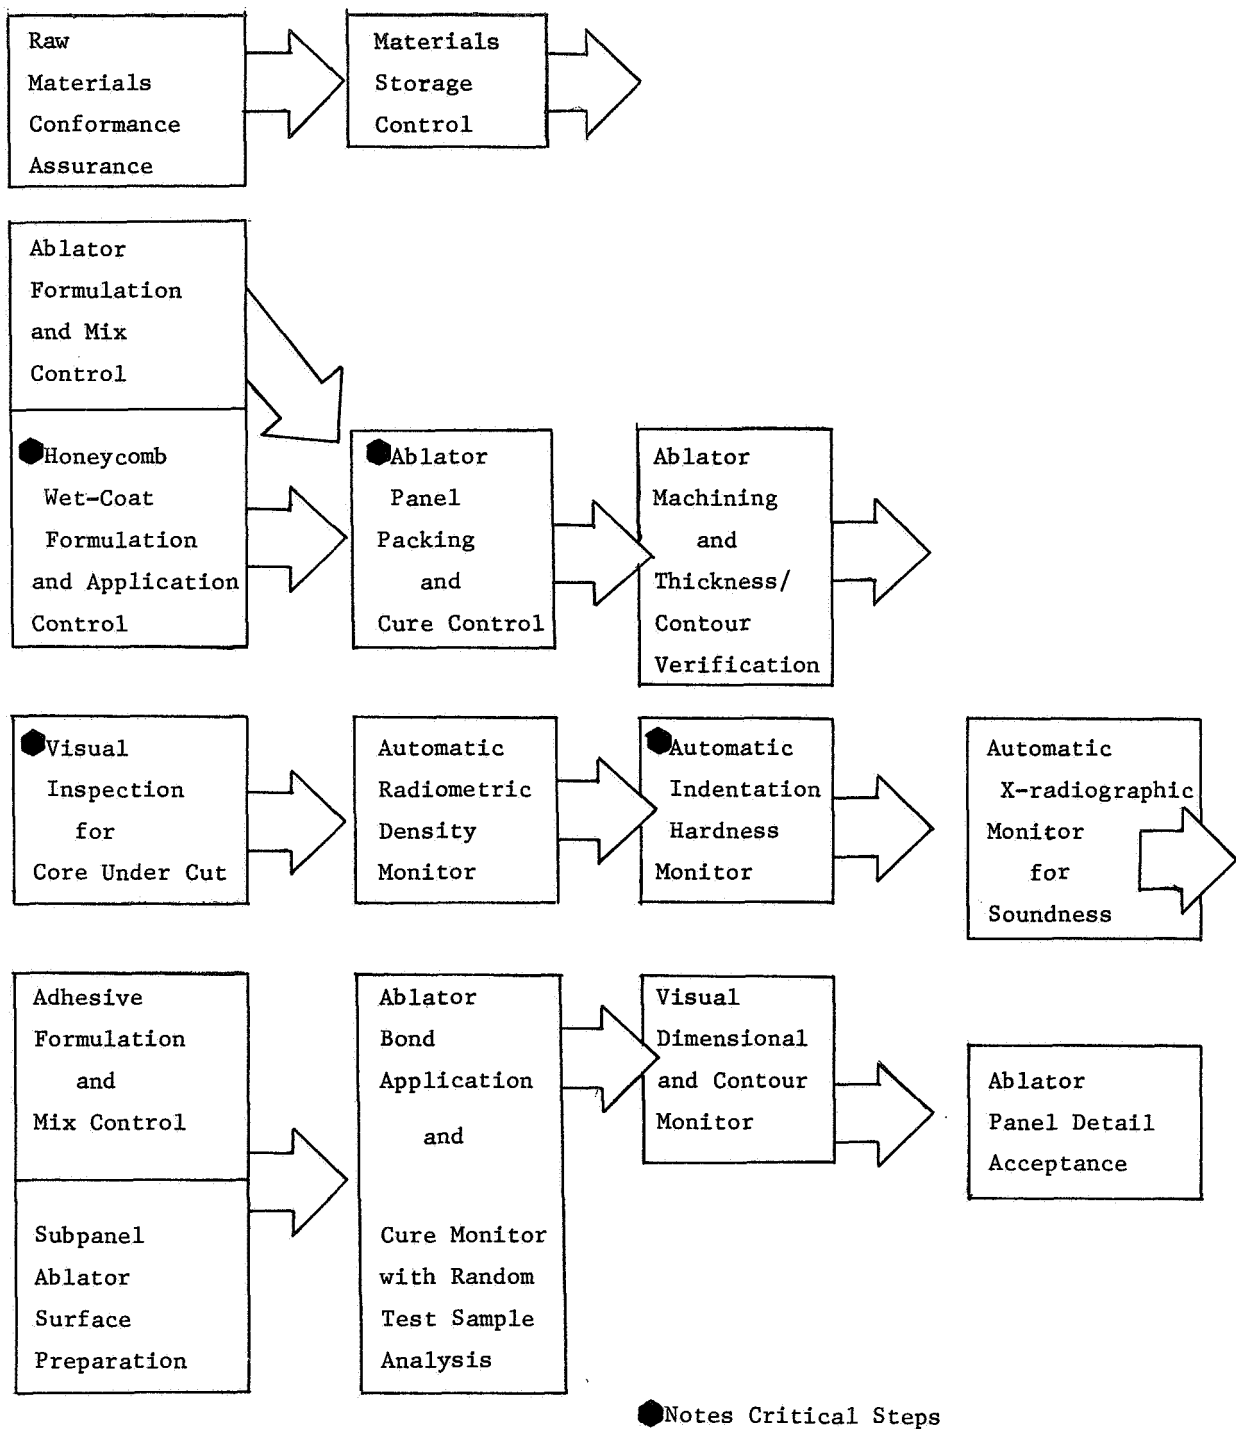 Raw
Materials
Conformance
Assurance
Materials
Storage
Control
Ablator
Formulation
and Mix
Control
Honeycomb
Wet-Coat
Formulation
and Application
Control
Ablator
Panel
Packing
and
Cure Control
Ablator
Machining
and
Thickness/
Contour
Verification
Visual
Inspection
for
Core Under Cut
Automatic
Radiometric
Density
Monitor
Automatic
Indentation
Hardness
Monitor
Automatic
X-radiographic
Monitor
for
Soundness
Adhesive
Formulation
and
Mix Control
Subpanel
Ablator
Surface
Preparation
Ablator
Bond
Application
and
Cure Monitor
with Random
Test Sample
Analysis
Visual
Dimensional
and Contour
Monitor
Ablator
Panel Detail
Acceptance
Notes Critical Steps